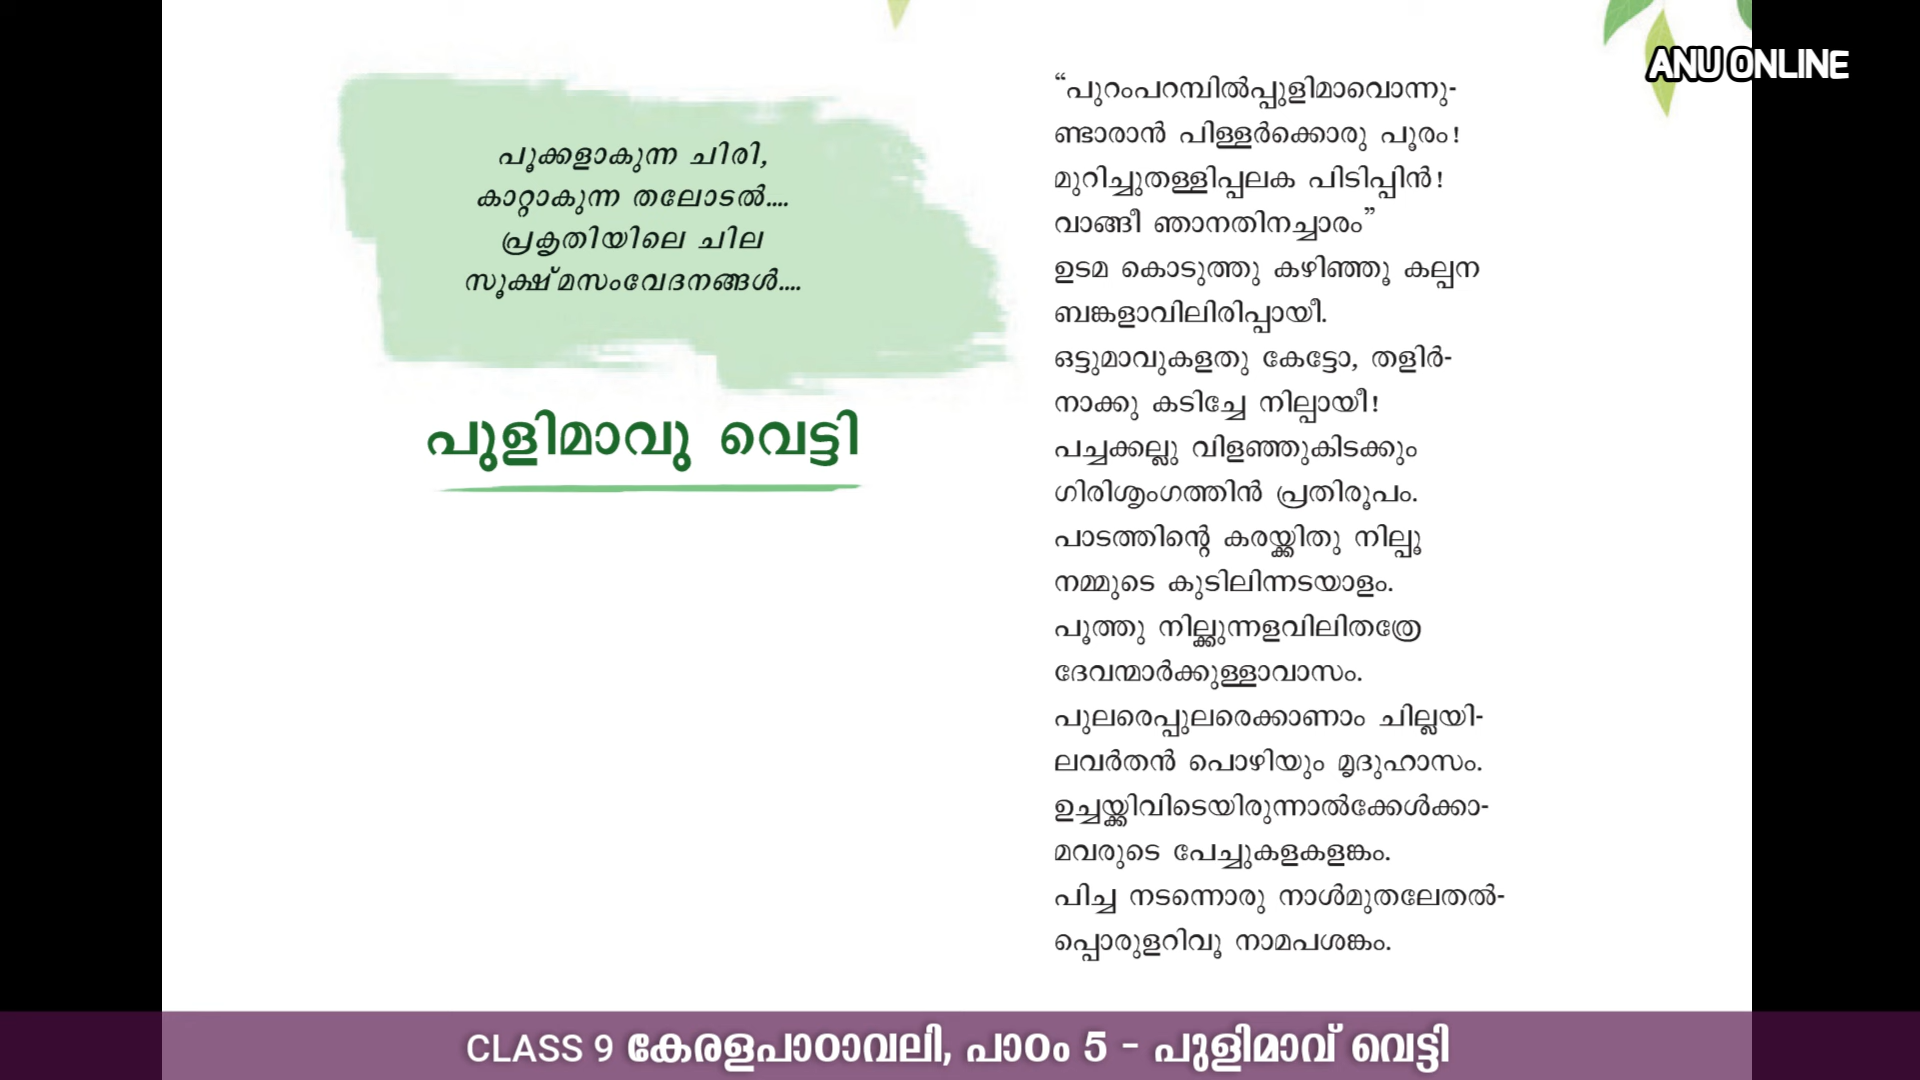 ANU ONLINE
പൂക്കളാകുന്ന ചിരി,
കാറ്റാകുന്ന തലോടൽ....
പ്രകൃതിയിലെ ചില
സൂക്ഷ്മസംവേദനങ്ങൾ....
പുളിമാവു വെട്ടി
“പുറംപറമ്പിൽപ്പുളിമാവൊന്നു-
ണ്ടാരാൻ പിള്ളർക്കൊരു പൂരം!
മുറിച്ചുതള്ളിപ്പലക പിടിപ്പിൻ!
വാങ്ങീ ഞാനതിനച്ചാരം”
ഉടമ കൊടുത്തു കഴിഞ്ഞൂ കല്പന
ബങ്കളാവിലിരിപ്പായീ.
ഒട്ടുമാവുകളതു കേട്ടോ, തളിർ-
നാക്കു കടിച്ചേ നില്പായീ!
പച്ചക്കല്ലു വിളഞ്ഞുകിടക്കും
ഗിരിശൃംഗത്തിൻ പ്രതിരൂപം.
പാടത്തിന്റെ കരയ്ക്കിതു നില്പൂ
നമ്മുടെ കുടിലിന്നടയാളം.
പൂത്തു നില്ക്കുന്നളവിലിതത്രേ
ദേവന്മാർക്കുള്ളാവാസം.
പുലരെപ്പുലരെക്കാണാം ചില്ലയി-
ലവർതൻ പൊഴിയും മൃദുഹാസം.
ഉച്ചയ്ക്കിവിടെയിരുന്നാൽക്കേൾക്കാ-
മവരുടെ പേച്ചുകളകളങ്കം.
പിച്ച നടന്നൊരു നാൾമുതലേതൽ-
പ്പൊരുളറിവൂ നാമപശങ്കം.
CLASS 9 കേരളപാഠാവലി, പാഠം 5 - പുളിമാവ് വെട്ടി